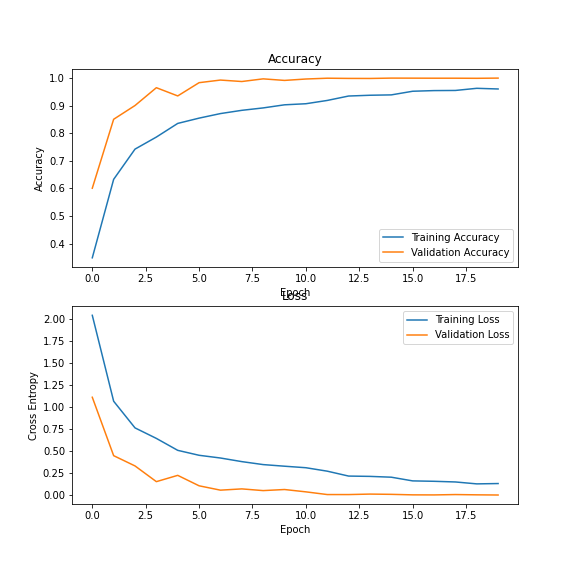 Accuracy
1.0
0.9
0.8
0.7
0.6
0.5
0.4
Accuracy
Training Accuracy
Validation Accuracy
0.0 2.5 5.0 7.5 10.0 12.5 15.0 17.5
Epoch
Loss
2.00
1.75
1.50
1.25
1.00
0.75
0.50
0.25
0.00
Cross Entropy
Training Loss
Validation Loss
0.0 2.5 5.0 7.5 10.0 12.5 15.0 17.5
Epoch